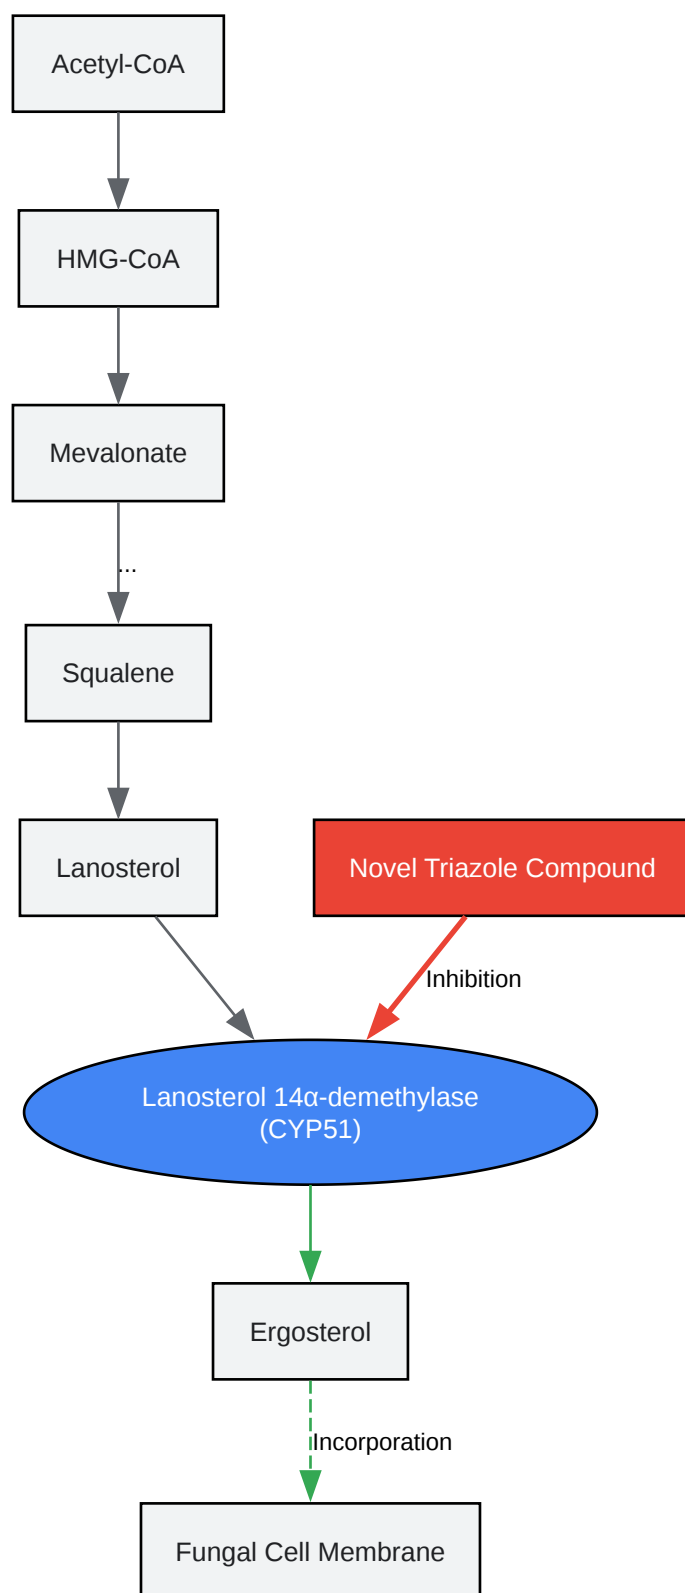 Acetyl-CoA
HMG-CoA
Mevalonate
...
Squalene
Lanosterol
Novel Triazole Compound
Inhibition
Lanosterol 14α-demethylase
(CYP51)
Ergosterol
Incorporation
Fungal Cell Membrane